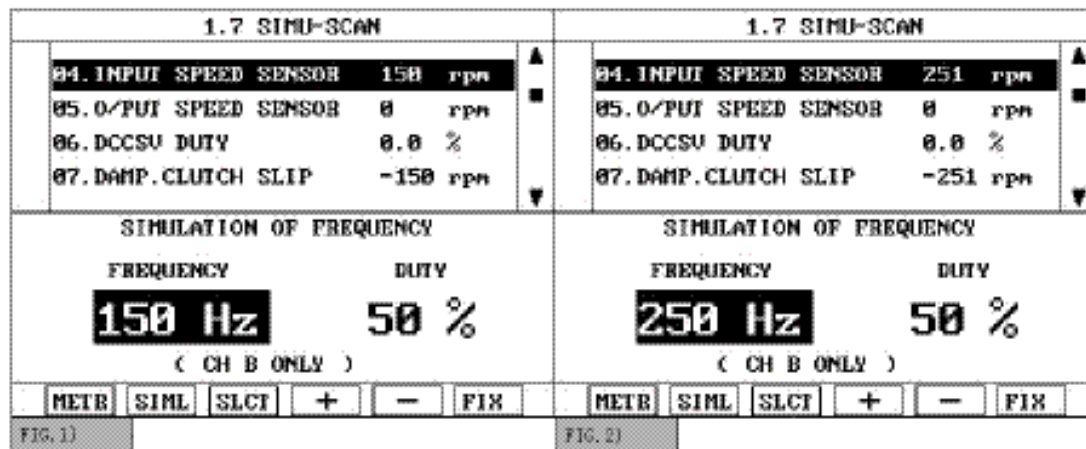 1.7 SIMU-SCAN
04.INPUT SPEED SENSOR 150 rpm
05.O/PUT SPEED SENSOR 0 rpm
06.DCCSV DUTY 0.0 %
07.DAMP.CLUTCH SLIP -150 rpm
SIMULATION OF FREQUENCY
FREQUENCY DUTY
150 Hz 50 %
( CH B ONLY )
METR SIML SLCT + - FIX
FIG.1)
1.7 SIMU-SCAN
04.INPUT SPEED SENSOR 251 rpm
05.O/PUT SPEED SENSOR 0 rpm
06.DCCSV DUTY 0.0 %
07.DAMP.CLUTCH SLIP -251 rpm
SIMULATION OF FREQUENCY
FREQUENCY DUTY
250 Hz 50 %
( CH B ONLY )
METR SIML SLCT + - FIX
FIG.2)